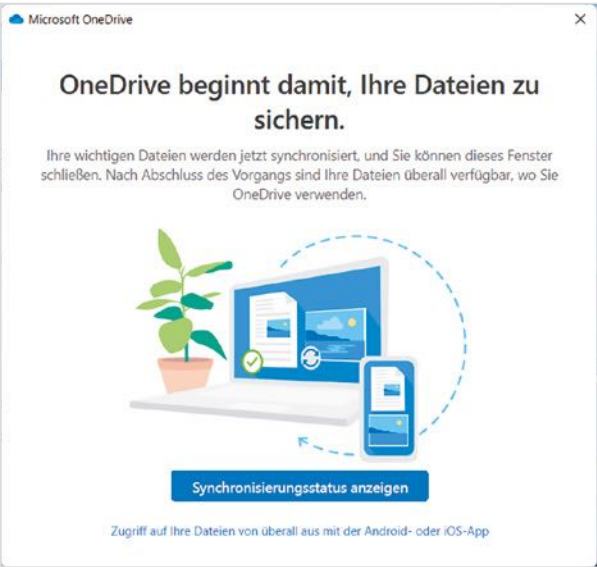 Microsoft OneDrive
OneDrive beginnt damit, Ihre Dateien zu
sichern.
Ihre wichtigen Dateien werden jetzt synchronisiert, und Sie können dieses Fenster
schließen. Nach Abschluss des Vorgangs sind Ihre Dateien überall verfügbar, wo Sie
OneDrive verwenden.
Synchronisierungsstatus anzeigen
Zugriff auf Ihre Dateien von überall aus mit der Android- oder iOS-App